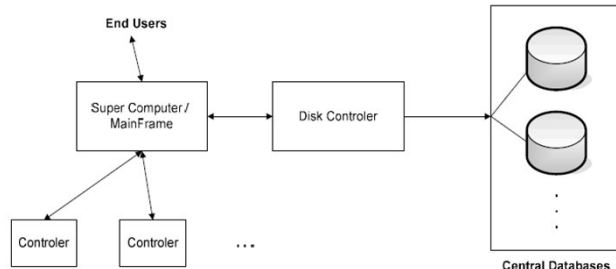 End Users
Super Computer /
MainFrame
Disk Controler
Controler
Controler
...
Central Databases